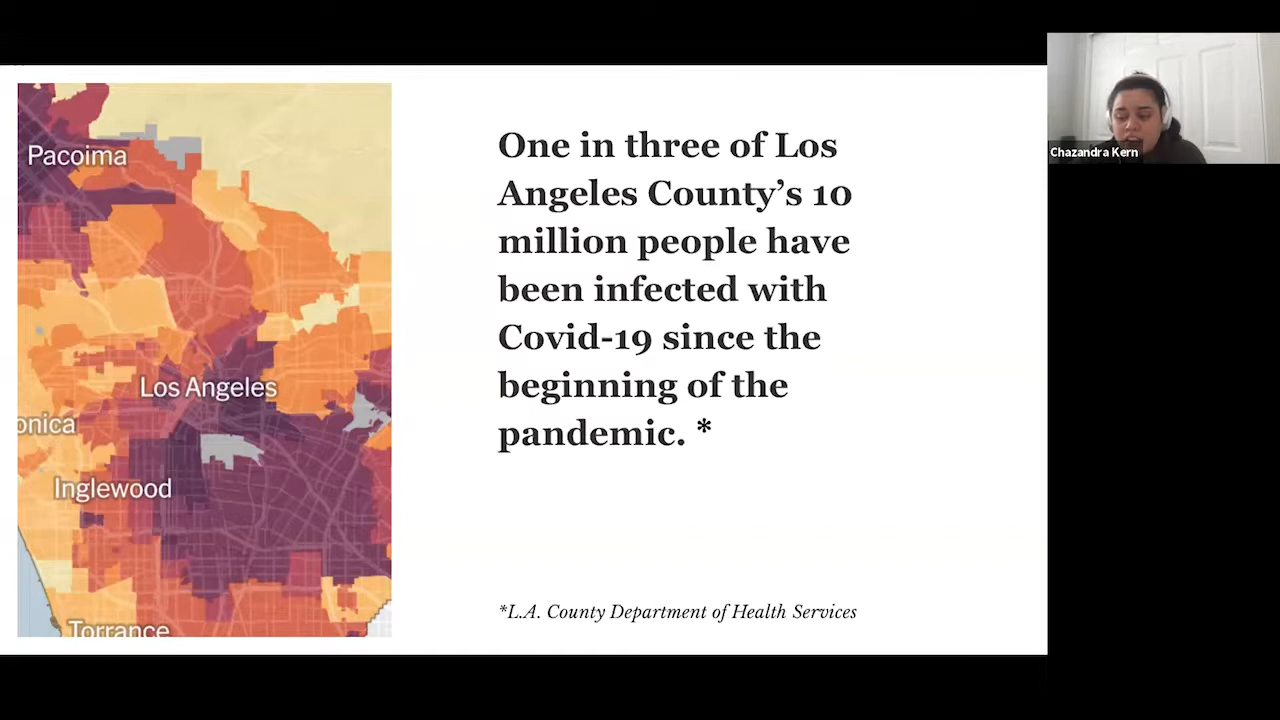 Pacoima
Los Angeles
onica
Inglewood
Torrance
One in three of Los
Angeles County’s 10
million people have
been infected with
Covid-19 since the
beginning of the
pandemic. *
*L.A. County Department of Health Services
Chazandra Kern